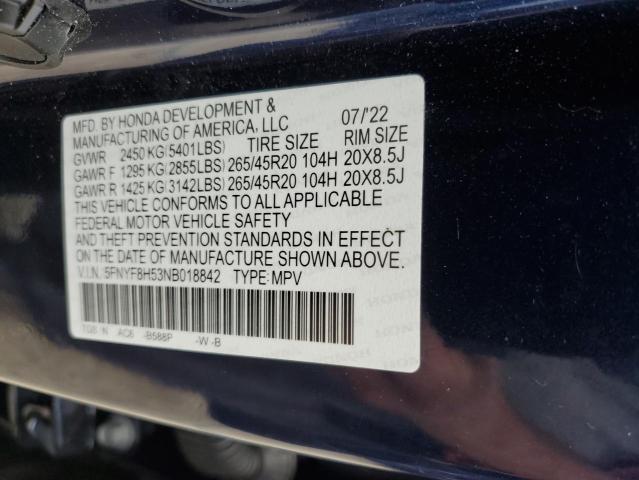 MFD. BY HONDA DEVELOPMENT & 07/'22
MANUFACTURING OF AMERICA, LLC
TIRE SIZE RIM SIZE
GVWR 2450 KG(5401LBS)
GAWR F 1295 KG(2855LBS) 265/45R20 104H 20X8.5J
GAWR R 1425 KG(3142LBS) 265/45R20 104H 20X8.5J
THIS VEHICLE CONFORMS TO ALL APPLICABLE
FEDERAL MOTOR VEHICLE SAFETY
AND THEFT PREVENTION STANDARDS IN EFFECT
ON THE DATE OF MANUFACTURE SHOWN ABOVE.
V.I.N. 5FNYF8H53NB018842 TYPE:MPV
AC6 -B588P -W -B